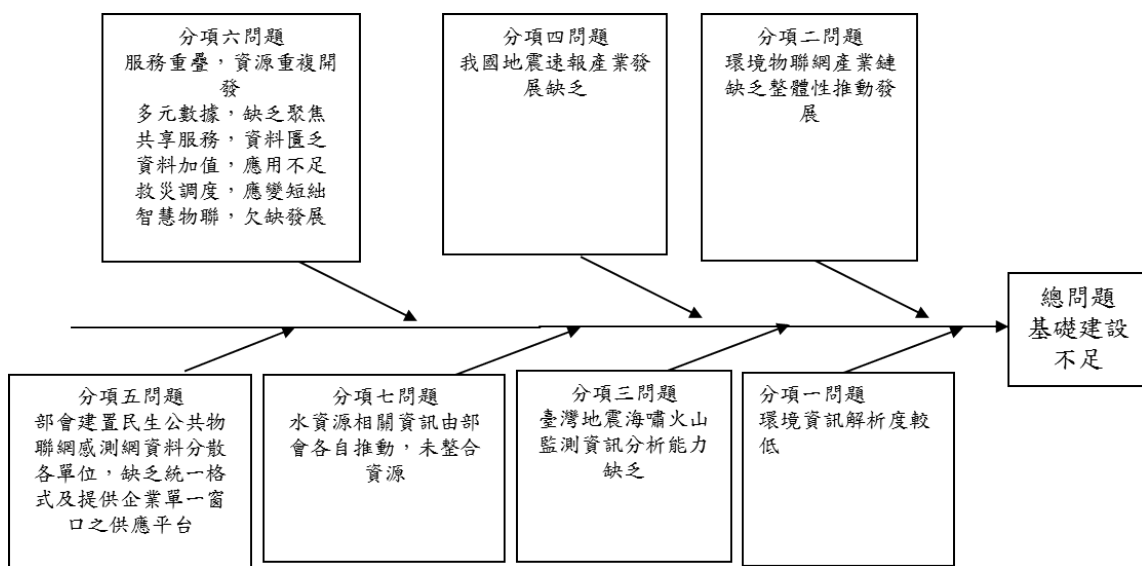 分項六問題
服務重疊，資源重複開
發
多元數據，缺乏聚焦
共享服務，資料匱乏
資料加值，應用不足
救災調度，應變短絀
智慧物聯，欠缺發展
分項四問題
我國地震速報產業發
展缺乏
分項二問題
環境物聯網產業鏈
缺乏整體性推動發
展
總問題
基礎建設
不足
分項五問題
部會建置民生公共物
聯網感測網資料分散
各單位，缺乏統一格
式及提供企業單一窗
口之供應平台
分項七問題
水資源相關資訊由部
會各自推動，未整合
資源
分項三問題
臺灣地震海嘯火山
監測資訊分析能力
缺乏
分項一問題
環境資訊解析度較
低